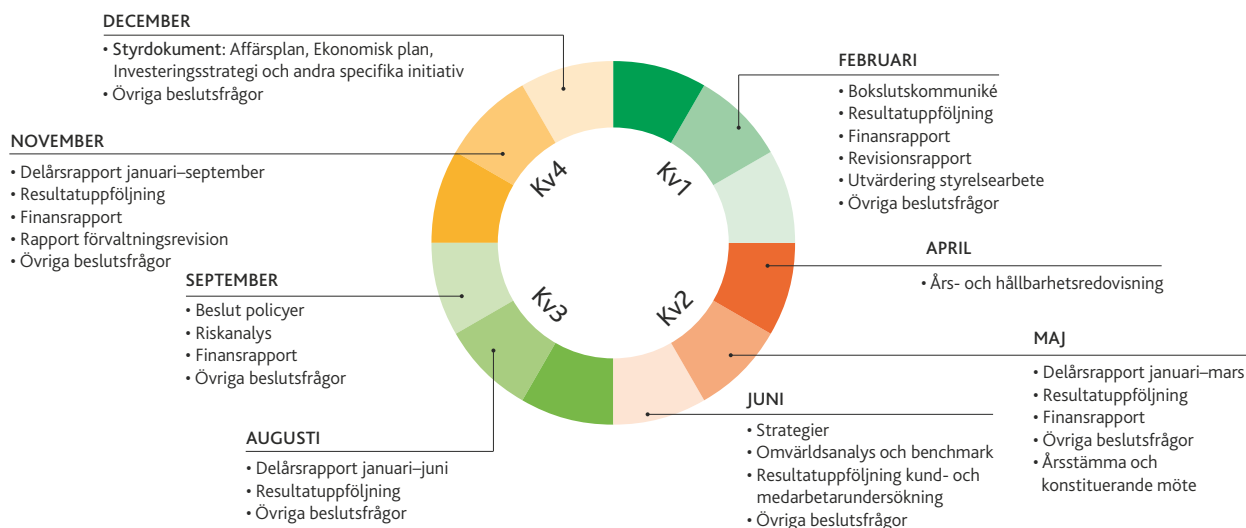 DECEMBER
• Styrdokument: Affärsplan, Ekonomisk plan,
Investeringsstrategi och andra specifika initiativ
• Övriga beslutsfrågor
FEBRUARI
• Bokslutskommuniké
• Resultatuppföljning
• Finansrapport
• Revisionsrapport
• Utvärdering styrelsearbete
• Övriga beslutsfrågor
NOVEMBER
• Delårsrapport januari–september
• Resultatuppföljning
• Finansrapport
• Rapport förvaltningsrevision
• Övriga beslutsfrågor
Kv4
Kv1
APRIL
• Års- och hållbarhetsredovisning
SEPTEMBER
• Beslut policyer
• Riskanalys
• Finansrapport
• Övriga beslutsfrågor
Kv3
Kv2
MAJ
• Delårsrapport januari–mars
• Resultatuppföljning
• Finansrapport
• Övriga beslutsfrågor
• Årsstämma och
konstituerande möte
JUNI
• Strategier
• Omvärldsanalys och benchmark
• Resultatuppföljning kund- och
medarbetarundersökning
• Övriga beslutsfrågor
AUGUSTI
• Delårsrapport januari–juni
• Resultatuppföljning
• Övriga beslutsfrågor